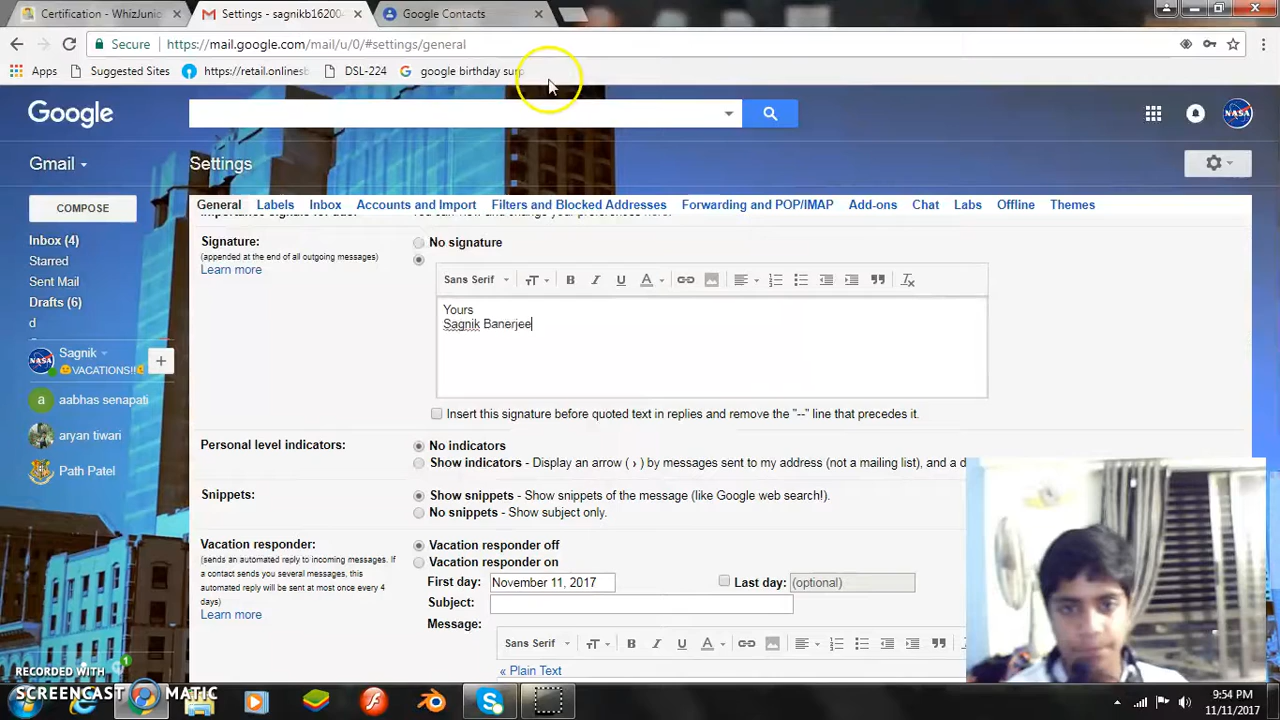 Certification - WhizJunio
Settings - sagnikb16200
Google Contacts
Secure
https://mail.google.com/mail/u/0/#settings/general
Apps
Suggested Sites
https://retail.onlinesb
DSL-224
google birthday surp
Google
Gmail
Settings
COMPOSE
General
Labels
Inbox
Accounts and Import
Filters and Blocked Addresses
Forwarding and POP/IMAP
Add-ons
Chat
Labs
Offline
Themes
Inbox (4)
Starred
Sent Mail
Drafts (6)
d
Sagnik
VACATIONS!!
aabhas senapati
aryan tiwari
Path Patel
Signature:
(appended at the end of all outgoing messages)
Learn more
No signature
Sans Serif
Yours
Sagnik Banerjee
Insert this signature before quoted text in replies and remove the "--" line that precedes it.
Personal level indicators:
No indicators
Show indicators - Display an arrow ( › ) by messages sent to my address (not a mailing list), and a d
Snippets:
Show snippets - Show snippets of the message (like Google web search!).
No snippets - Show subject only.
Vacation responder:
(sends an automated reply to incoming messages. If
a contact sends you several messages, this
automated reply will be sent at most once every 4
days)
Learn more
Vacation responder off
Vacation responder on
First day:
November 11, 2017
Last day:
(optional)
Subject:
Message:
Sans Serif
« Plain Text
RECORDED WITH
SCREENCAST MATIC
9:54 PM
11/11/2017